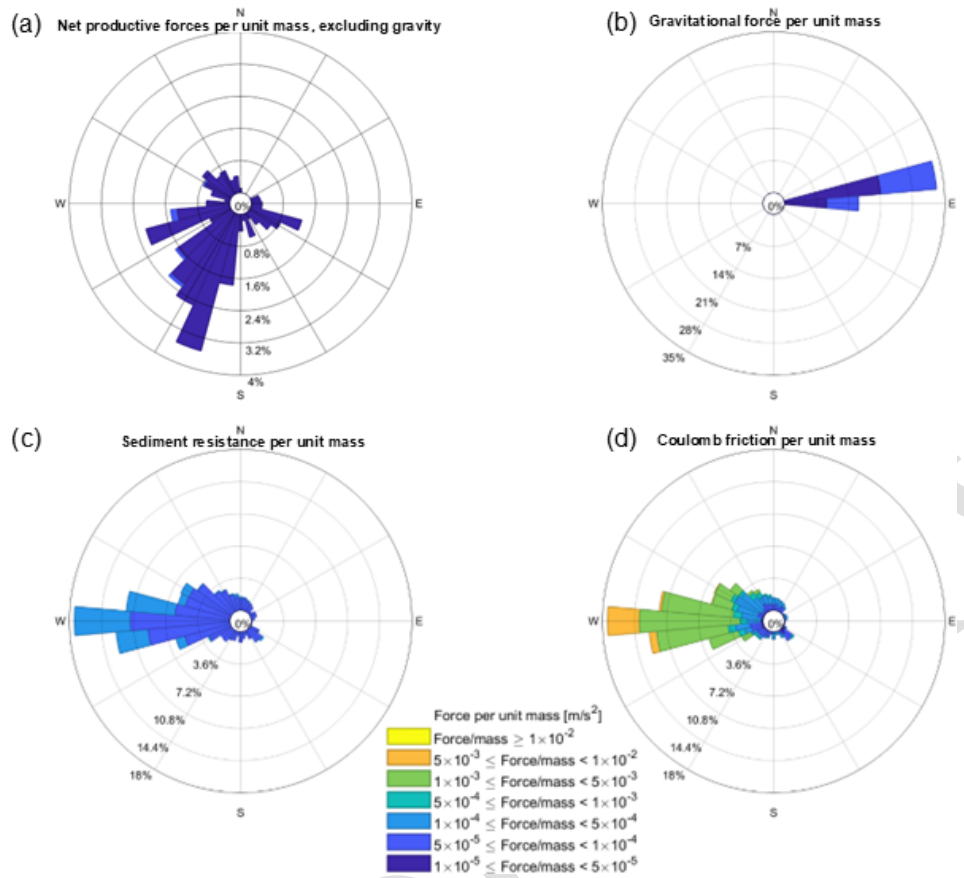 (a) Net productive forces per unit mass, excluding gravity
N
W
E
0%
0.8%
1.6%
2.4%
3.2%
4%
S
(b) Gravitational force per unit mass
N
W
E
0%
7%
14%
21%
28%
35%
S
(c) Sediment resistance per unit mass
N
W
E
0%
3.6%
7.2%
10.8%
14.4%
18%
S
(d) Coulomb friction per unit mass
N
W
E
0%
3.6%
7.2%
10.8%
14.4%
18%
S
Force per unit mass [m/s²]
Force/mass ≥ 1×10⁻²
5×10⁻³ ≤ Force/mass < 1×10⁻²
1×10⁻³ ≤ Force/mass < 5×10⁻³
5×10⁻⁴ ≤ Force/mass < 1×10⁻³
1×10⁻⁴ ≤ Force/mass < 5×10⁻⁴
5×10⁻⁵ ≤ Force/mass < 1×10⁻⁴
1×10⁻⁵ ≤ Force/mass < 5×10⁻⁵